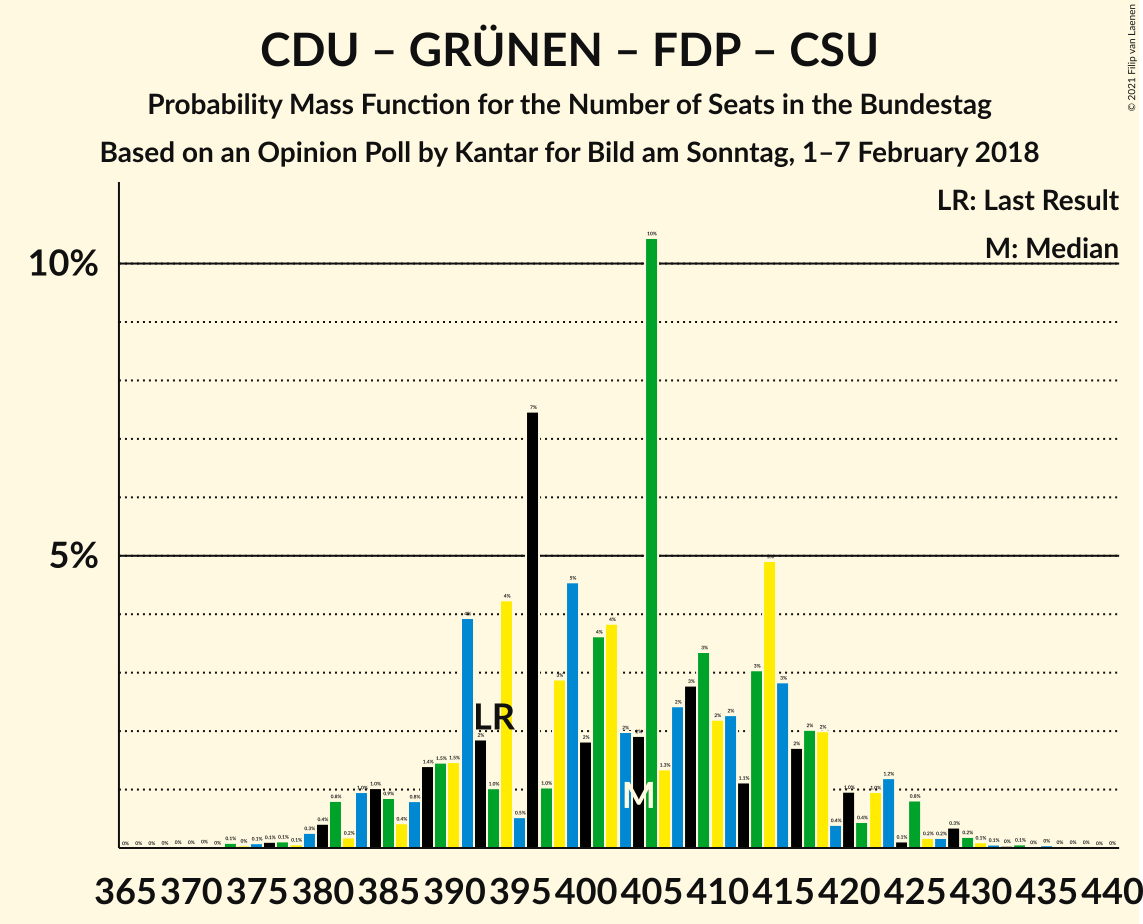 CDU – GRÜNEN – FDP – CSU
Probability Mass Function for the Number of Seats in the Bundestag
Based on an Opinion Poll by Kantar for Bild am Sonntag, 1–7 February 2018
© 2021 Filip van Laenen
LR: Last Result
M: Median
10%
5%
LR
M
365 370 375 380 385 390 395 400 405 410 415 420 425 430 435 440